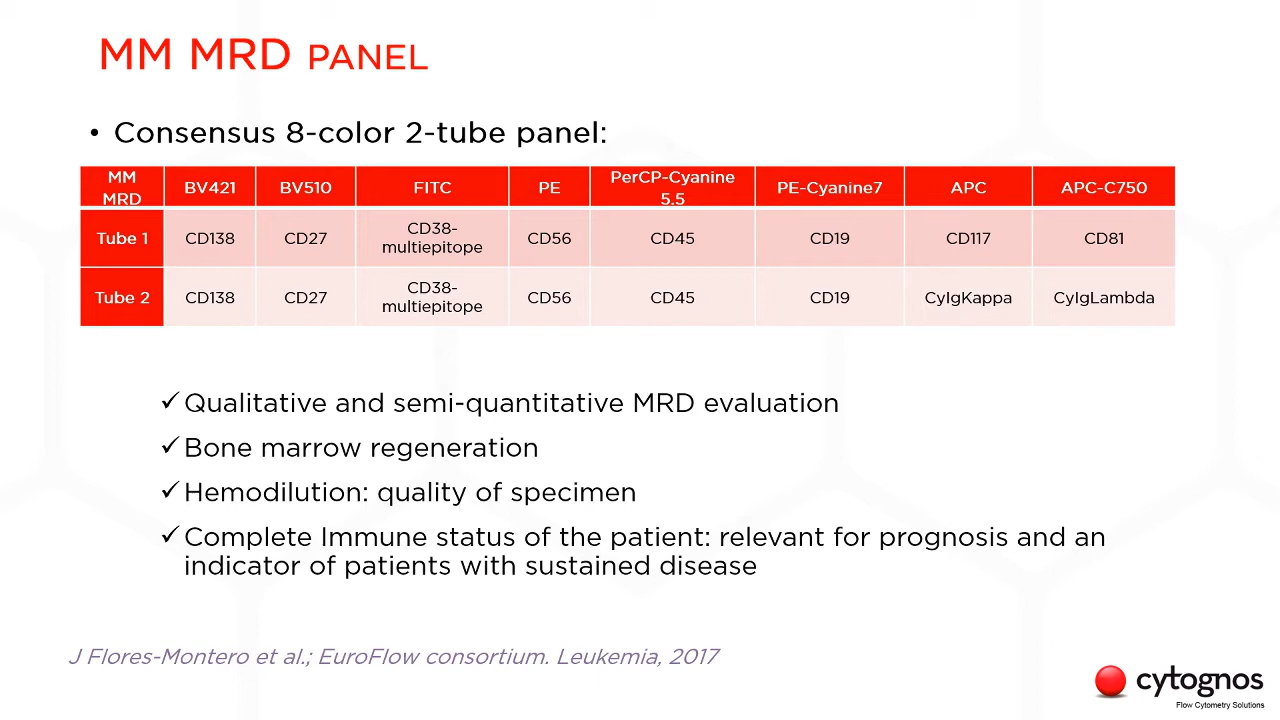 MM MRD PANEL
• Consensus 8-color 2-tube panel:
MM MRD BV421 BV510 FITC PE PerCP-Cyanine 5.5 PE-Cyanine7 APC APC-C750
Tube 1 CD138 CD27 CD38-multiepitope CD56 CD45 CD19 CD117 CD81
Tube 2 CD138 CD27 CD38-multiepitope CD56 CD45 CD19 CyIgKappa CyIgLambda
✓ Qualitative and semi-quantitative MRD evaluation
✓ Bone marrow regeneration
✓ Hemodilution: quality of specimen
✓ Complete Immune status of the patient: relevant for prognosis and an
indicator of patients with sustained disease
J Flores-Montero et al.; EuroFlow consortium. Leukemia, 2017
cytognos
Flow Cytometry Solutions